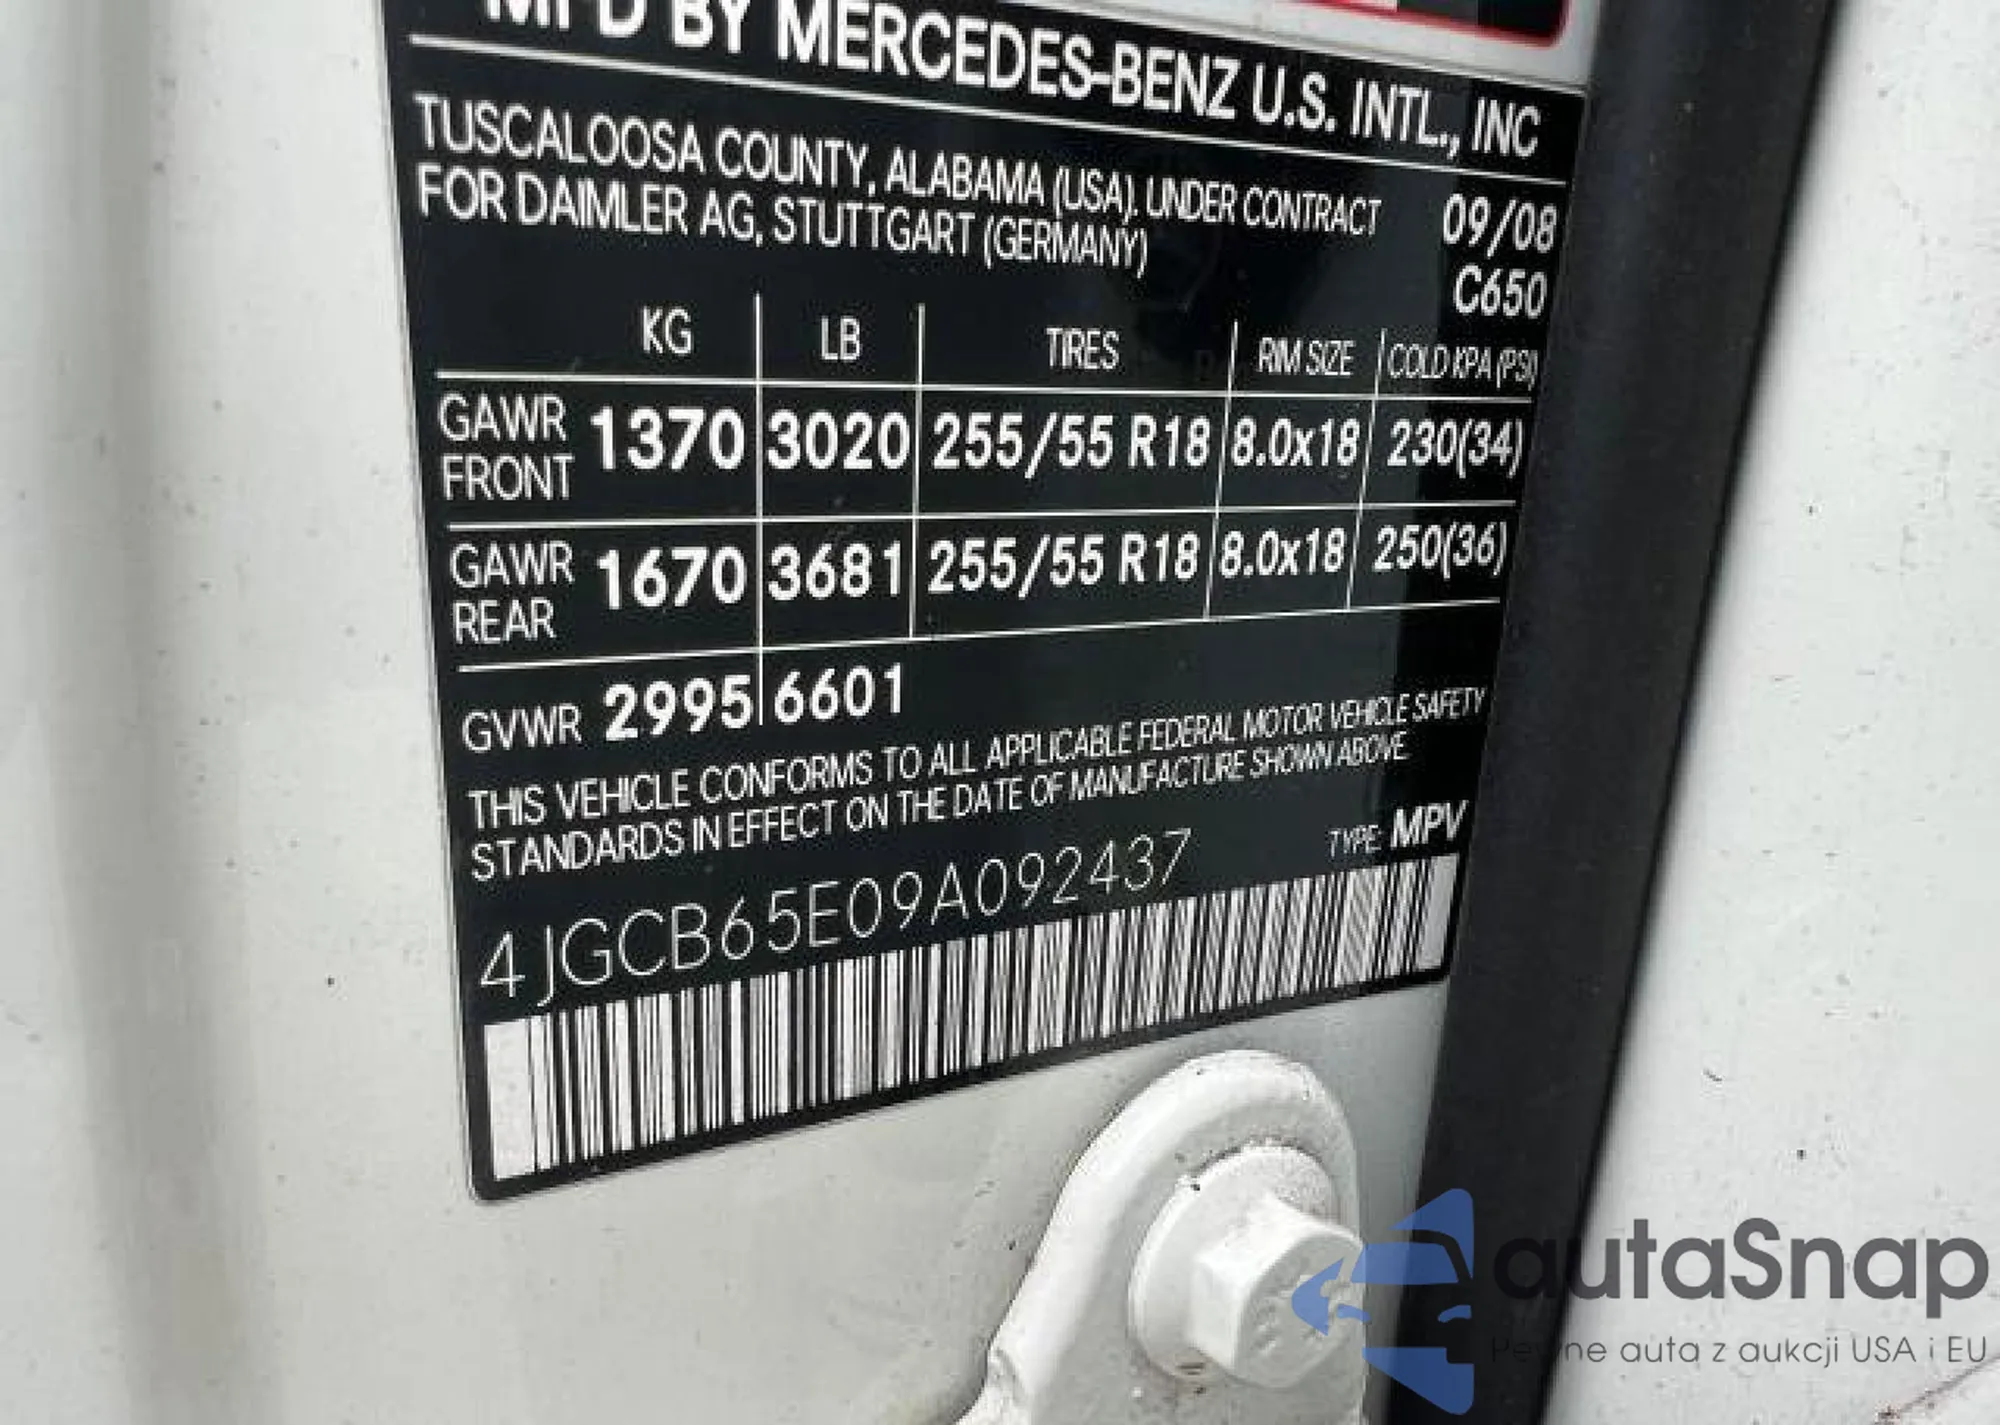 MFD BY MERCEDES-BENZ U.S. INTL., INC
TUSCALOOSA COUNTY, ALABAMA (USA). UNDER CONTRACT
FOR DAIMLER AG, STUTTGART (GERMANY)
09/08
C650
KG LB TIRES RIM SIZE COLD KPA (PSI)
GAWR FRONT 1370 3020 255/55 R18 8.0x18 230(34)
GAWR REAR 1670 3681 255/55 R18 8.0x18 250(36)
GVWR 2995 6601
THIS VEHICLE CONFORMS TO ALL APPLICABLE FEDERAL MOTOR VEHICLE SAFETY
STANDARDS IN EFFECT ON THE DATE OF MANUFACTURE SHOWN ABOVE.
4JGCB65E09A092437 TYPE: MPV
autoSnap
Pewne auta z aukcji USA i EU